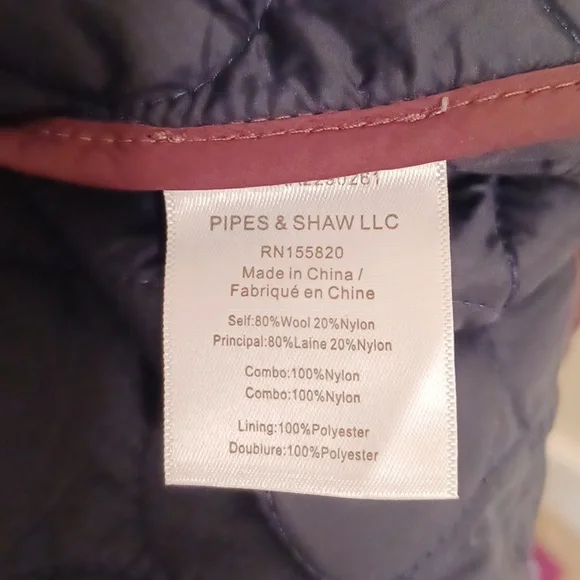 PIPES & SHAW LLC
RN155820
Made in China /
Fabriqué en Chine
Self:80%Wool 20%Nylon
Principal:80%Laine 20%Nylon
Combo:100%Nylon
Combo:100%Nylon
Lining:100%Polyester
Doublure:100%Polyester